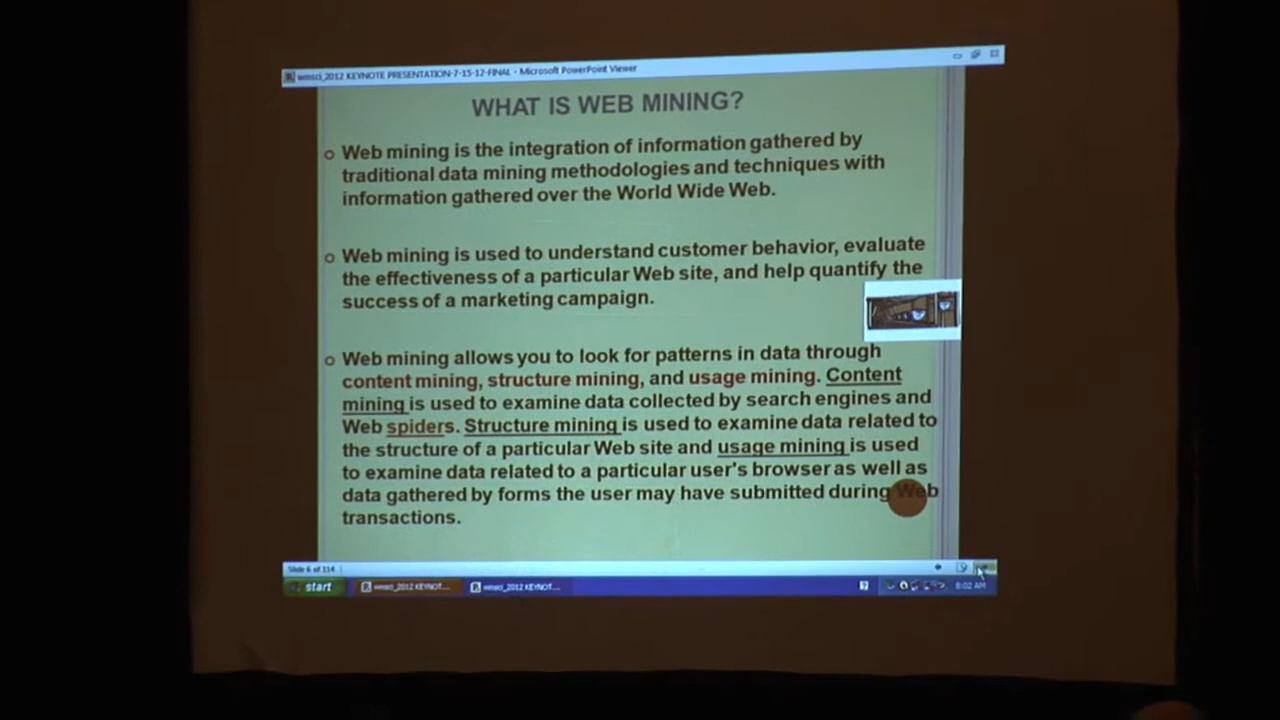 wmsci_2012 KEYNOTE PRESENTATION-7-15-12-FINAL - Microsoft PowerPoint Viewer
WHAT IS WEB MINING?
Web mining is the integration of information gathered by
traditional data mining methodologies and techniques with
information gathered over the World Wide Web.
Web mining is used to understand customer behavior, evaluate
the effectiveness of a particular Web site, and help quantify the
success of a marketing campaign.
Web mining allows you to look for patterns in data through
content mining, structure mining, and usage mining. Content
mining is used to examine data collected by search engines and
Web spiders. Structure mining is used to examine data related to
the structure of a particular Web site and usage mining is used
to examine data related to a particular user's browser as well as
data gathered by forms the user may have submitted during Web
transactions.
Slide 6 of 114
start wmsci_2012 KEYNOT... wmsci_2012 KEYNOT... 8:02 AM